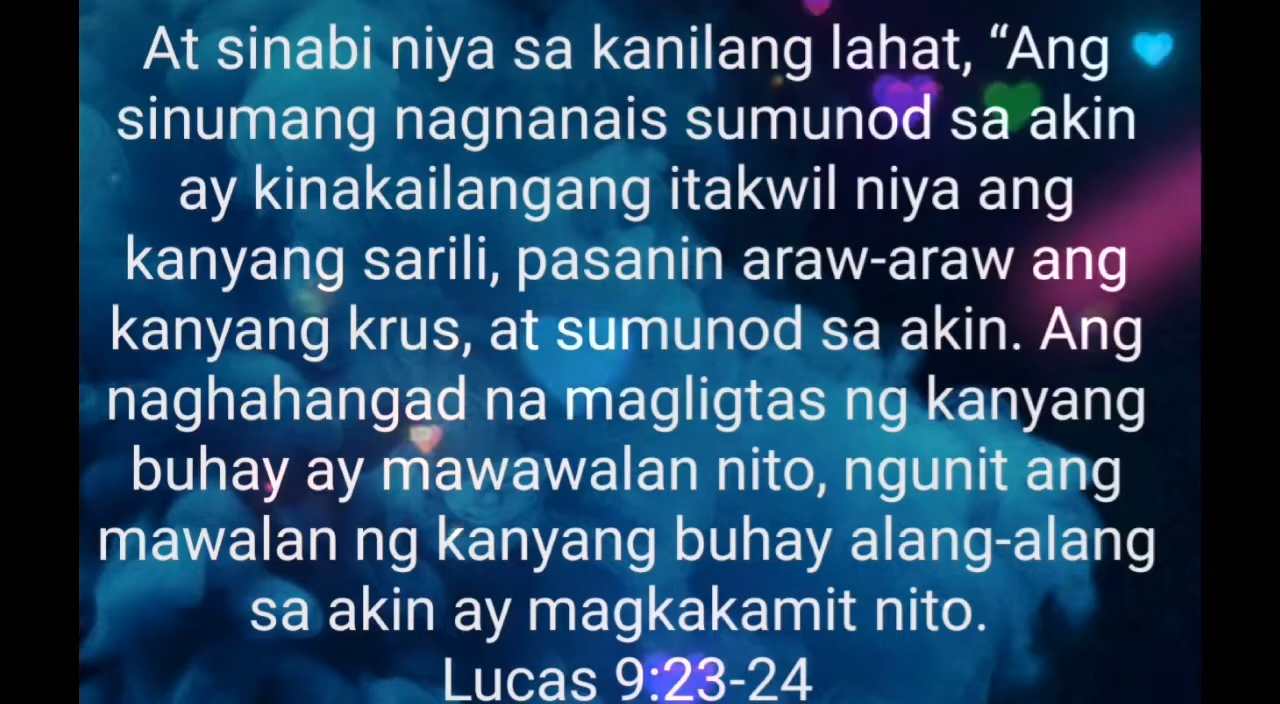 At sinabi niya sa kanilang lahat, “Ang
sinumang nagnanais sumunod sa akin
ay kinakailangang itakwil niya ang
kanyang sarili, pasanin araw-araw ang
kanyang krus, at sumunod sa akin. Ang
naghahangad na magligtas ng kanyang
buhay ay mawawalan nito, ngunit ang
mawalan ng kanyang buhay alang-alang
sa akin ay magkakamit nito.
Lucas 9:23-24